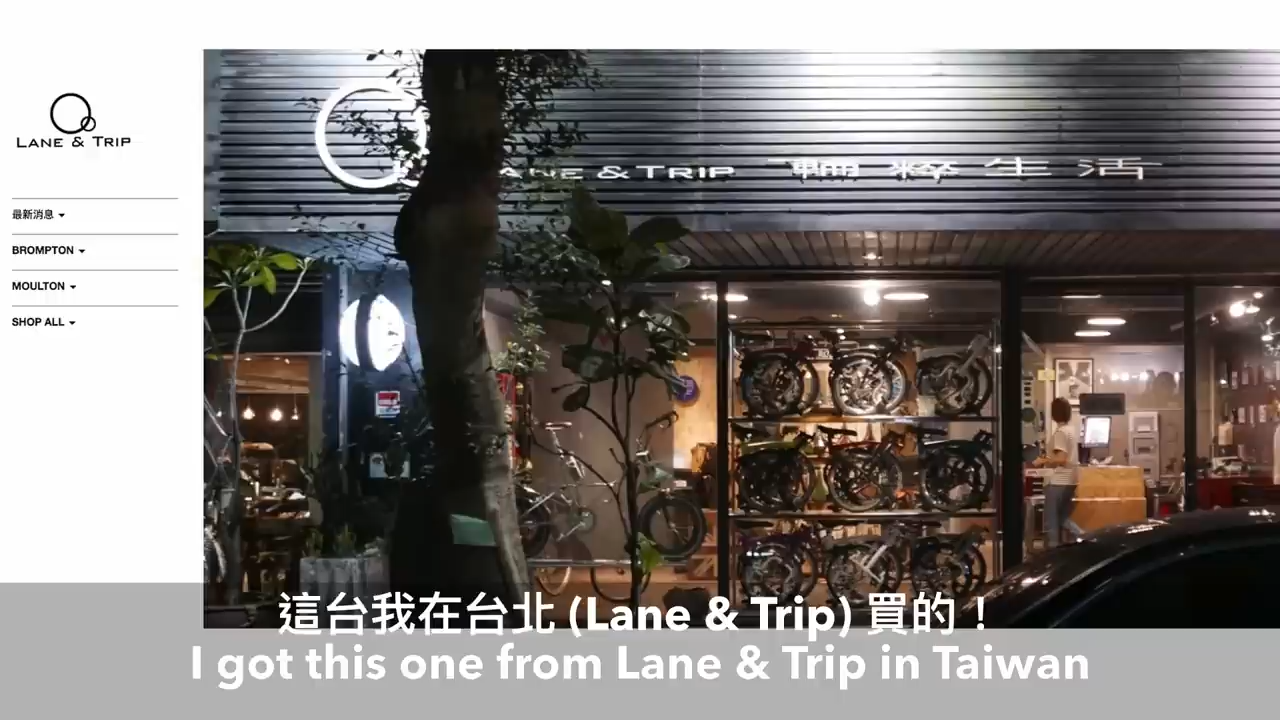 LANE & TRIP
最新消息
BROMPTON
MOULTON
SHOP ALL
LANE & TRIP 生活
這台我在台北 (Lane & Trip) 買的！
I got this one from Lane & Trip in Taiwan